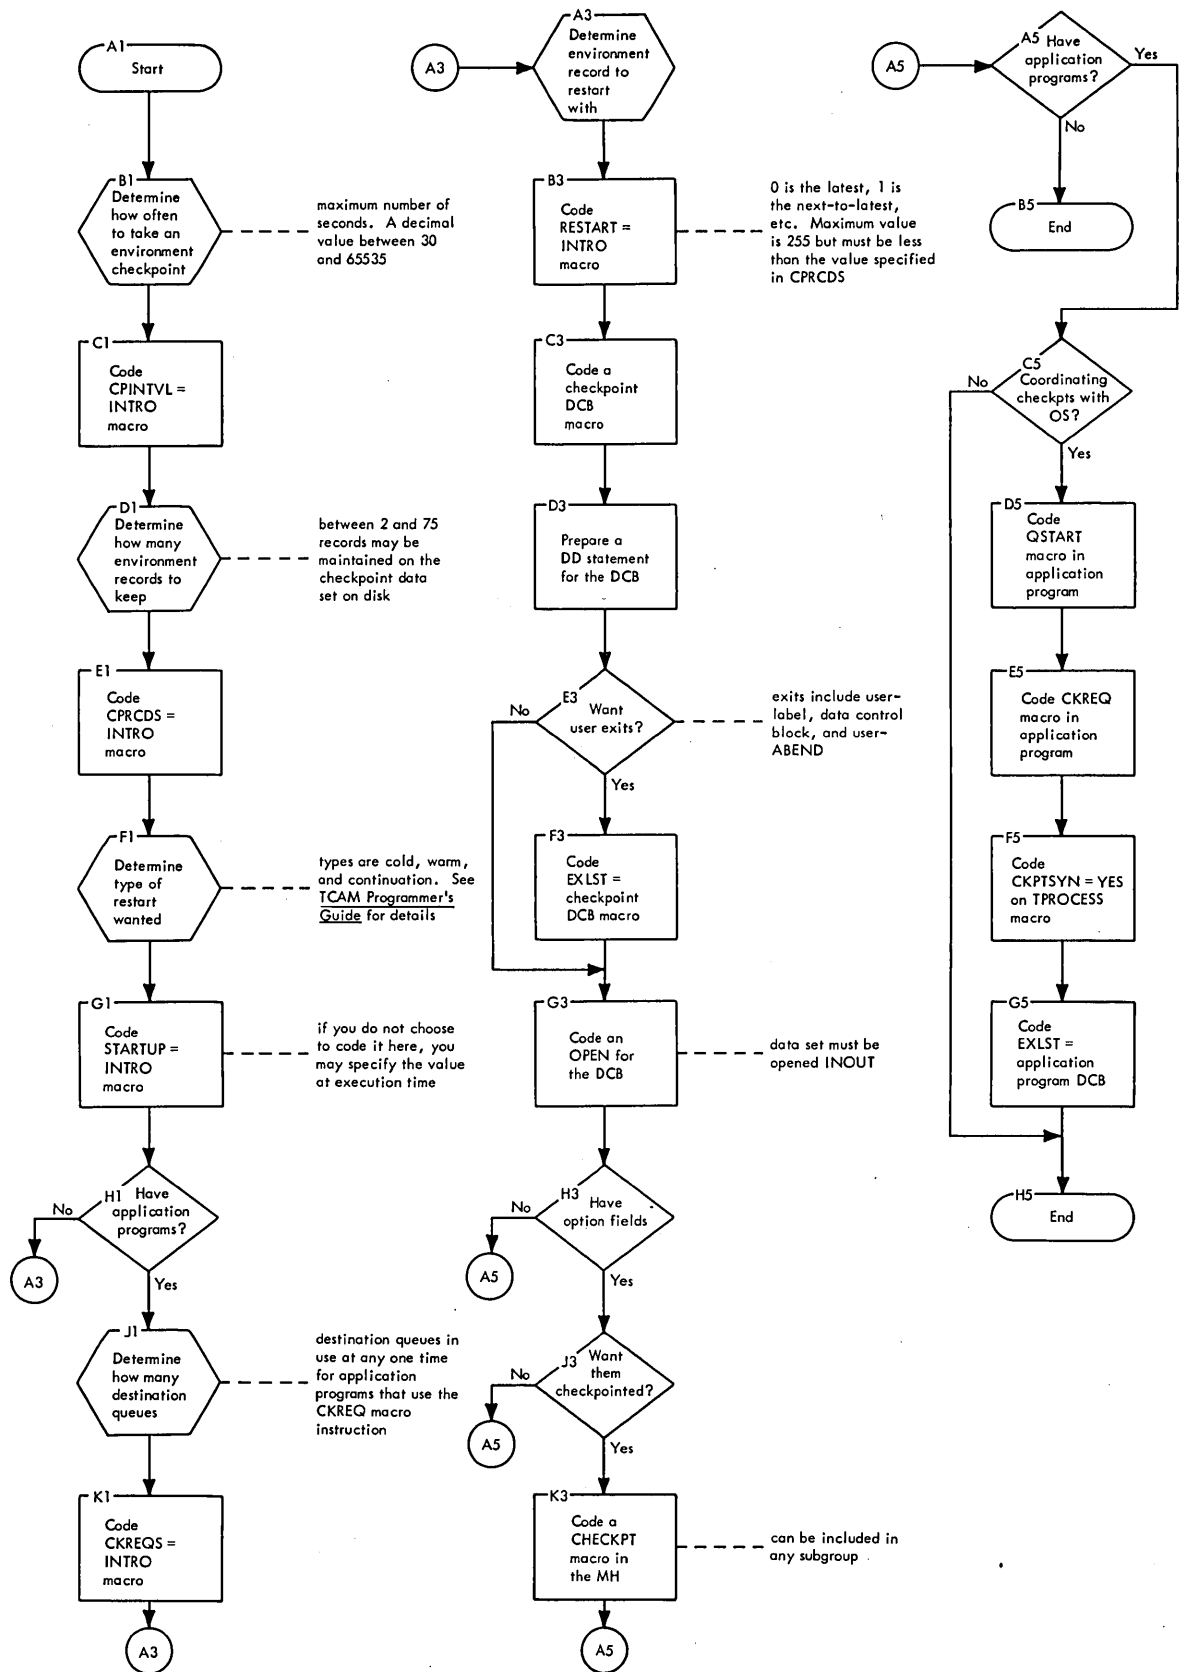 A1
Start
B1
Determine
how often
to take an
environment
checkpoint
maximum number of
seconds. A decimal
value between 30
and 65535
C1
Code
CPINTVL =
INTRO
macro
D1
Determine
how many
environment
records to
keep
between 2 and 75
records may be
maintained on the
checkpoint data
set on disk
E1
Code
CPRCDS =
INTRO
macro
F1
Determine
type of
restart
wanted
types are cold, warm,
and continuation. See
TCAM Programmer's
Guide for details
G1
Code
STARTUP =
INTRO
macro
if you do not choose
to code it here, you
may specify the value
at execution time
H1 Have
application
programs?
No
A3
Yes
J1
Determine
how many
destination
queues
destination queues in
use at any one time
for application
programs that use the
CKREQ macro
instruction
K1
Code
CKREQS =
INTRO
macro
A3
A3
A3
Determine
environment
record to
restart
with
B3
Code
RESTART =
INTRO
macro
0 is the latest, 1 is
the next-to-latest,
etc. Maximum value
is 255 but must be less
than the value specified
in CPRCDS
C3
Code a
checkpoint
DCB
macro
D3
Prepare a
DD statement
for the DCB
E3
Want
user exits?
No
Yes
exits include user-
label, data control
block, and user-
ABEND
F3
Code
EXLST =
checkpoint
DCB macro
G3
Code an
OPEN for
the DCB
data set must be
opened INOUT
H3
Have
option fields
No
A5
Yes
J3 Want
them
checkpointed?
No
A5
Yes
K3
Code a
CHECKPT
macro in
the MH
can be included in
any subgroup
A5
A5
A5 Have
application
programs?
Yes
No
B5
End
C5
Coordinating
checkpts with
OS?
No
Yes
D5
Code
QSTART
macro in
application
program
E5
Code CKREQ
macro in
application
program
F5
Code
CKPTSYN = YES
on TPROCESS
macro
G5
Code
EXLST =
application
program DCB
H5
End